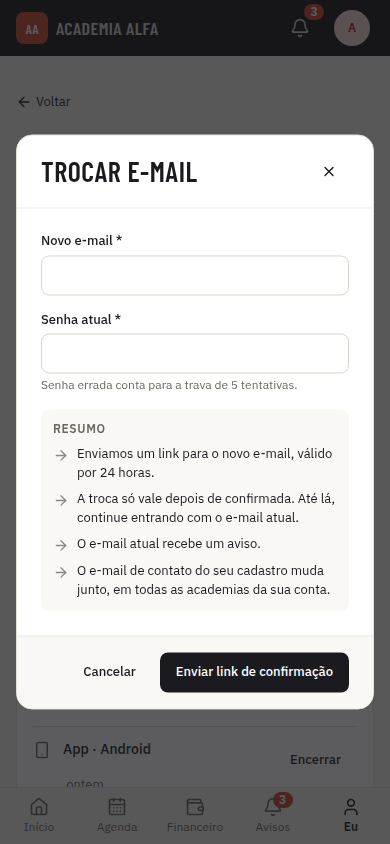 AA ACADEMIA ALFA 3 A
Voltar
TROCAR E-MAIL
Novo e-mail *
Senha atual *
Senha errada conta para a trava de 5 tentativas.
RESUMO
Enviamos um link para o novo e-mail, válido
por 24 horas.
A troca só vale depois de confirmada. Até lá,
continue entrando com o e-mail atual.
O e-mail atual recebe um aviso.
O e-mail de contato do seu cadastro muda
junto, em todas as academias da sua conta.
Cancelar Enviar link de confirmação
App · Android
Encerrar
ontem
3
Início Agenda Financeiro Avisos Eu